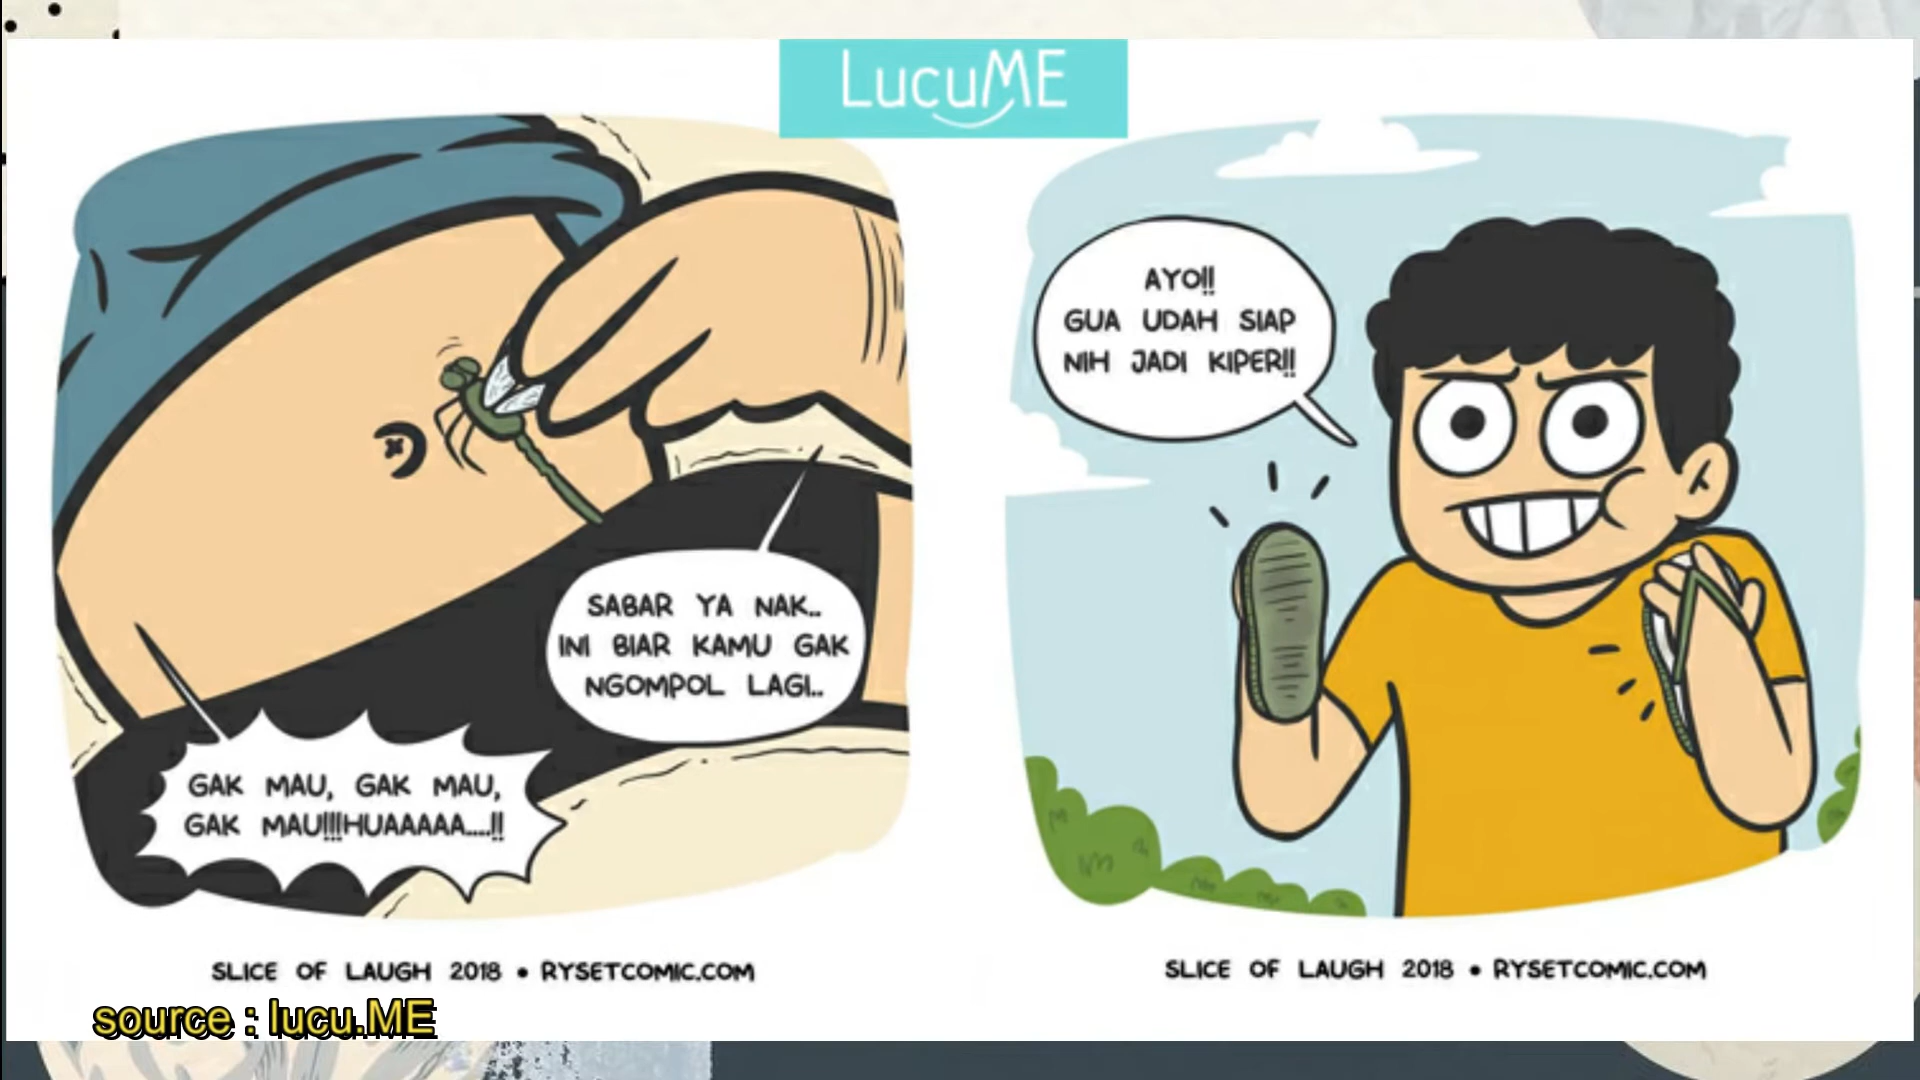 LUCUME
SABAR YA NAK..
INI BIAR KAMU GAK
NGOMPOL LAGI..
GAK MAU, GAK MAU,
GAK MAU!!!HUAAAAA....!!
SLICE OF LAUGH 2018 • RYSETCOMIC.COM
AYO!!
GUA UDAH SIAP
NIH JADI KIPER!!
SLICE OF LAUGH 2018 • RYSETCOMIC.COM
source : lucu.ME